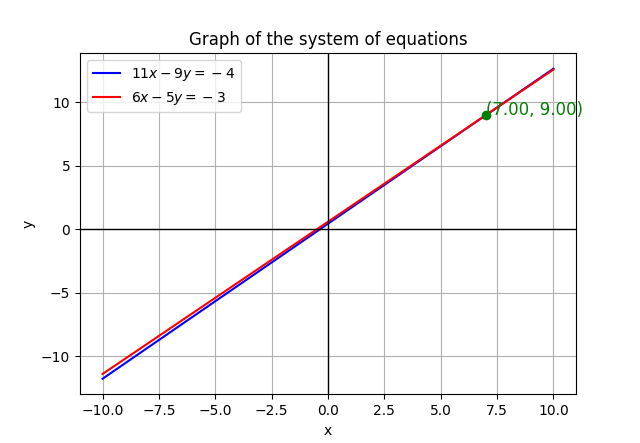 Graph of the system of equations
11x − 9y = − 4
6x − 5y = − 3
(7.00, 9.00)
y
10
5
0
−5
−10
−10.0 −7.5 −5.0 −2.5 0.0 2.5 5.0 7.5 10.0
x